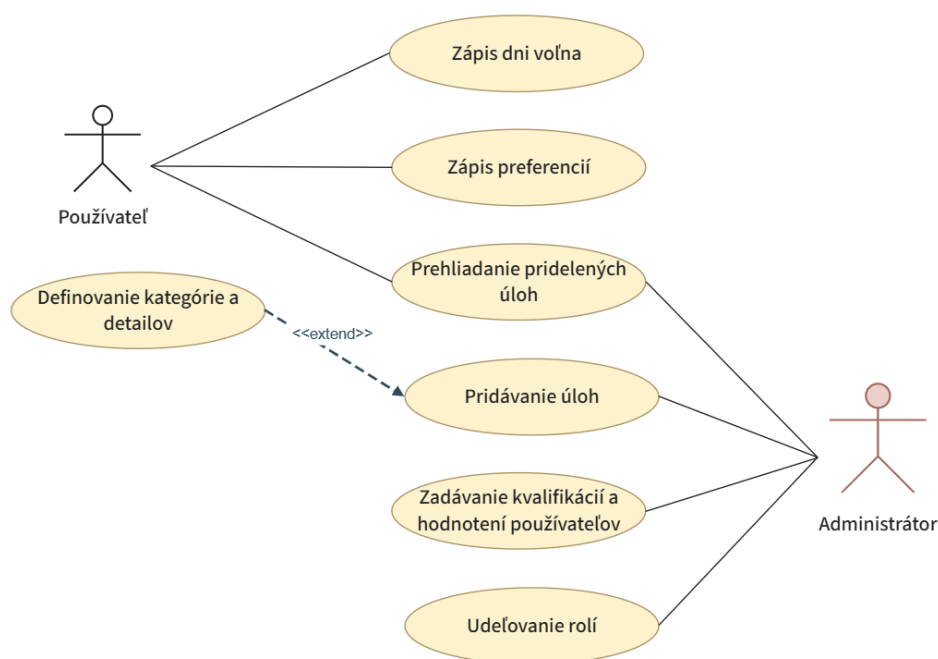 Zápis dni voľna
Používateľ
Zápis preferencií
Prehliadanie pridelených
úloh
Definovanie kategórie a
detailov
<<extend>>
Pridávanie úloh
Zadávanie kvalifikácií a
hodnotení používateľov
Administrátor
Udeľovanie rolí